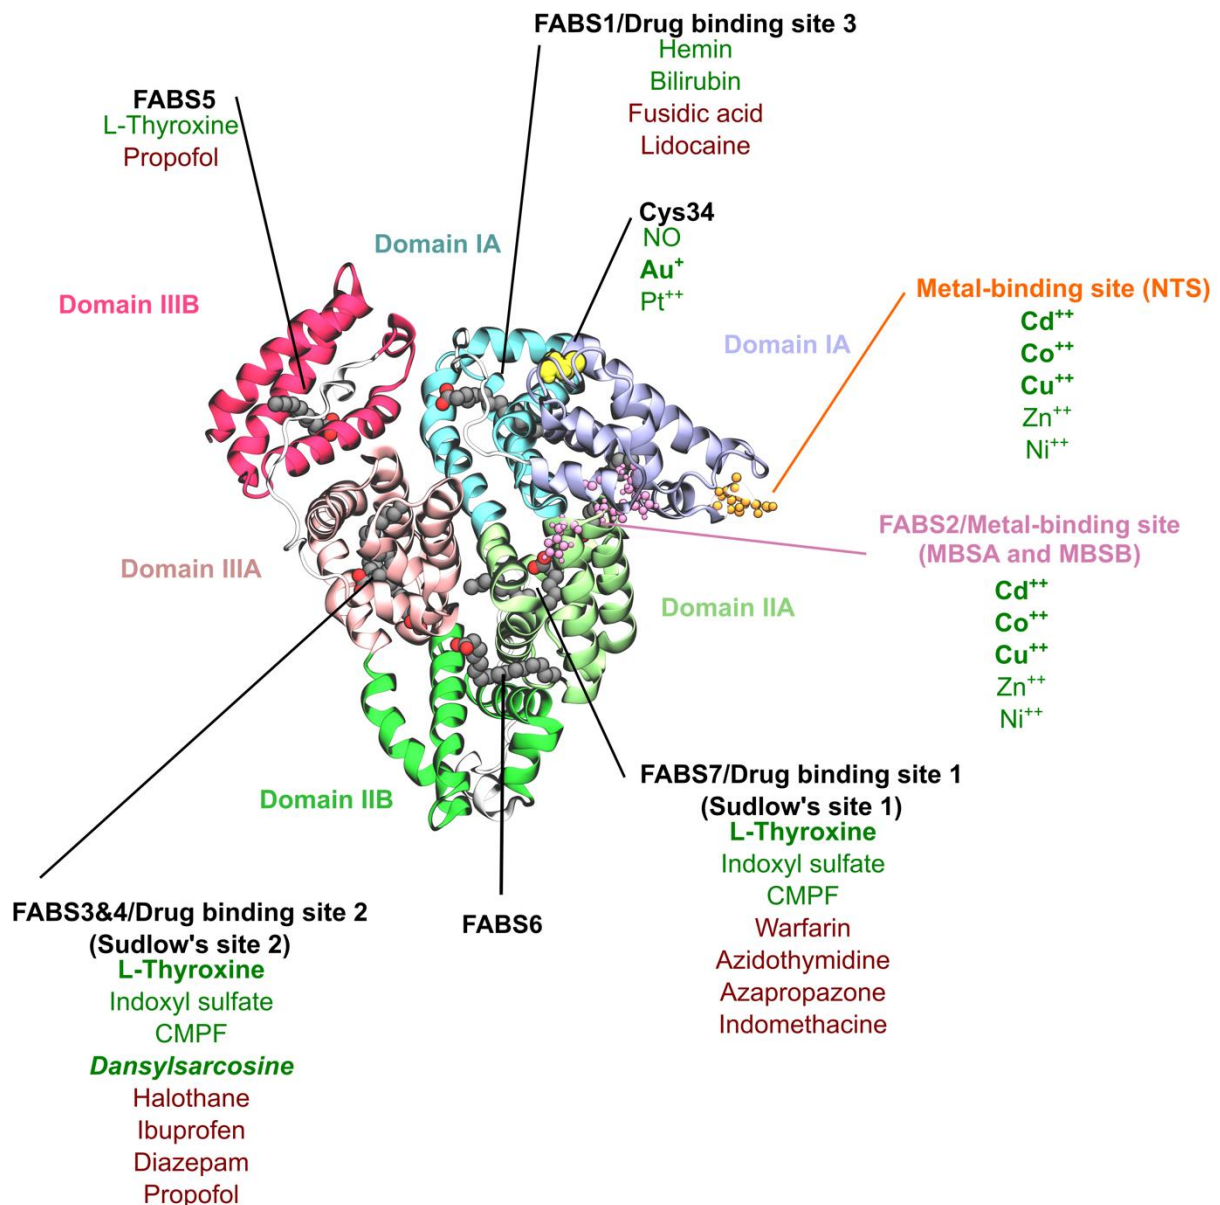 FABS1/Drug binding site 3
Hemin
Bilirubin
Fusidic acid
Lidocaine
FABS5
L-Thyroxine
Propofol
Cys34
NO
Au⁺
Pt⁺⁺
Domain IA
Domain IIIB
Domain IA
Metal-binding site (NTS)
Cd⁺⁺
Co⁺⁺
Cu⁺⁺
Zn⁺⁺
Ni⁺⁺
FABS2/Metal-binding site
(MBSA and MBSB)
Cd⁺⁺
Co⁺⁺
Cu⁺⁺
Zn⁺⁺
Ni⁺⁺
Domain IIIA
Domain IIA
Domain IIB
FABS7/Drug binding site 1
(Sudlow's site 1)
L-Thyroxine
Indoxyl sulfate
CMPF
Warfarin
Azidothymidine
Azapropazone
Indomethacine
FABS6
FABS3&4/Drug binding site 2
(Sudlow's site 2)
L-Thyroxine
Indoxyl sulfate
CMPF
Dansylsarcosine
Halothane
Ibuprofen
Diazepam
Propofol